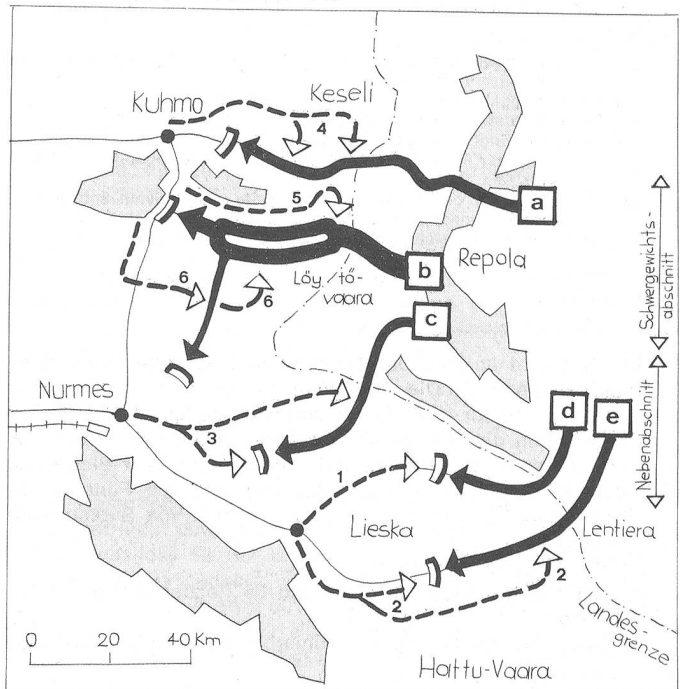 Kuhmo
Keseli
4
a
5
Schwergewichts-
abschnitt
b
Repola
6
6
Löy tö-
vaara
c
Nurmes
d
e
3
Nebenabschnitt
1
Lieska
Lentiera
2
2
Landes-
grenze
0 20 40 Km
Hattu-Vaara